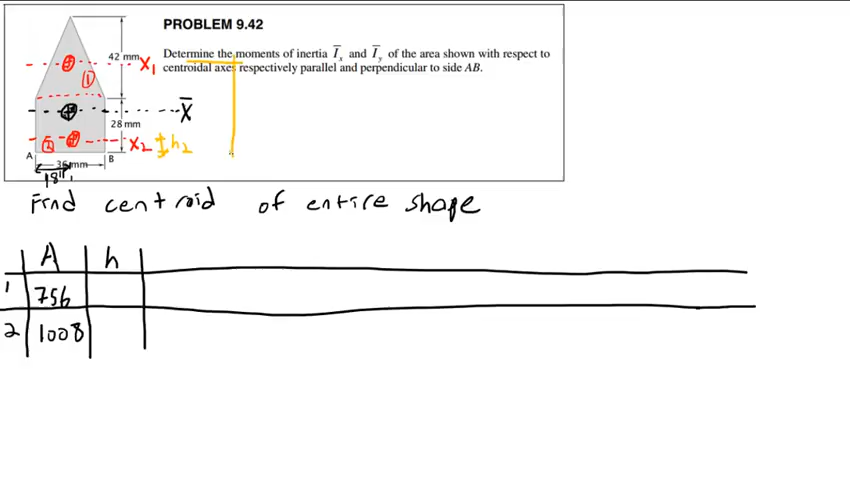 PROBLEM 9.42
Determine the moments of inertia I̅x and I̅y of the area shown with respect to
centroidal axes respectively parallel and perpendicular to side AB.
42 mm
X1
1
X̅
28 mm
2
X2
h2
A
B
36 mm
18
Find centroid of entire shape
A h
1 756
2 1008